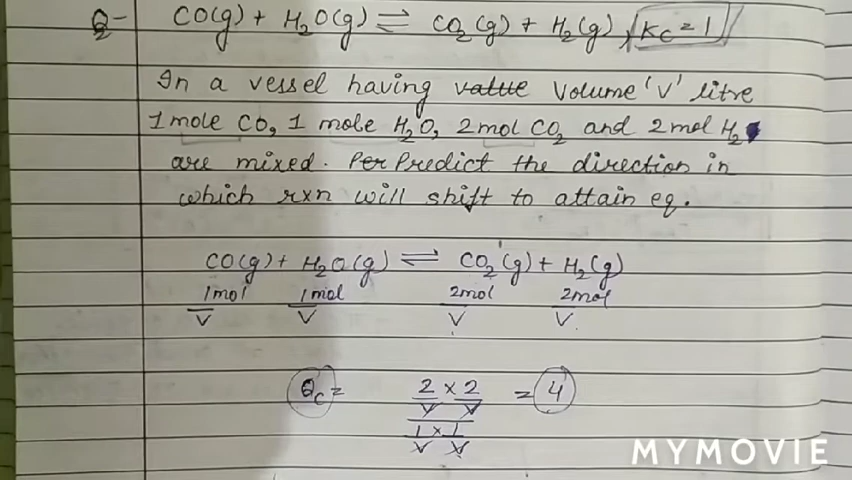 Q- CO(g) + H₂O(g) ⇌ CO₂(g) + H₂(g), Kc = 1
In a vessel having value Volume 'V' litre
1 mole CO, 1 mole H₂O, 2 mol CO₂ and 2 mol H₂
are mixed. Per Predict the direction in
which rxn will shift to attain eq.
CO(g) + H₂O(g) ⇌ CO₂(g) + H₂(g)
1mol 1mol 2mol 2mol
V V V V
Qc = 2/V × 2/V / 1/V × 1/V = 4
MYMOVIE